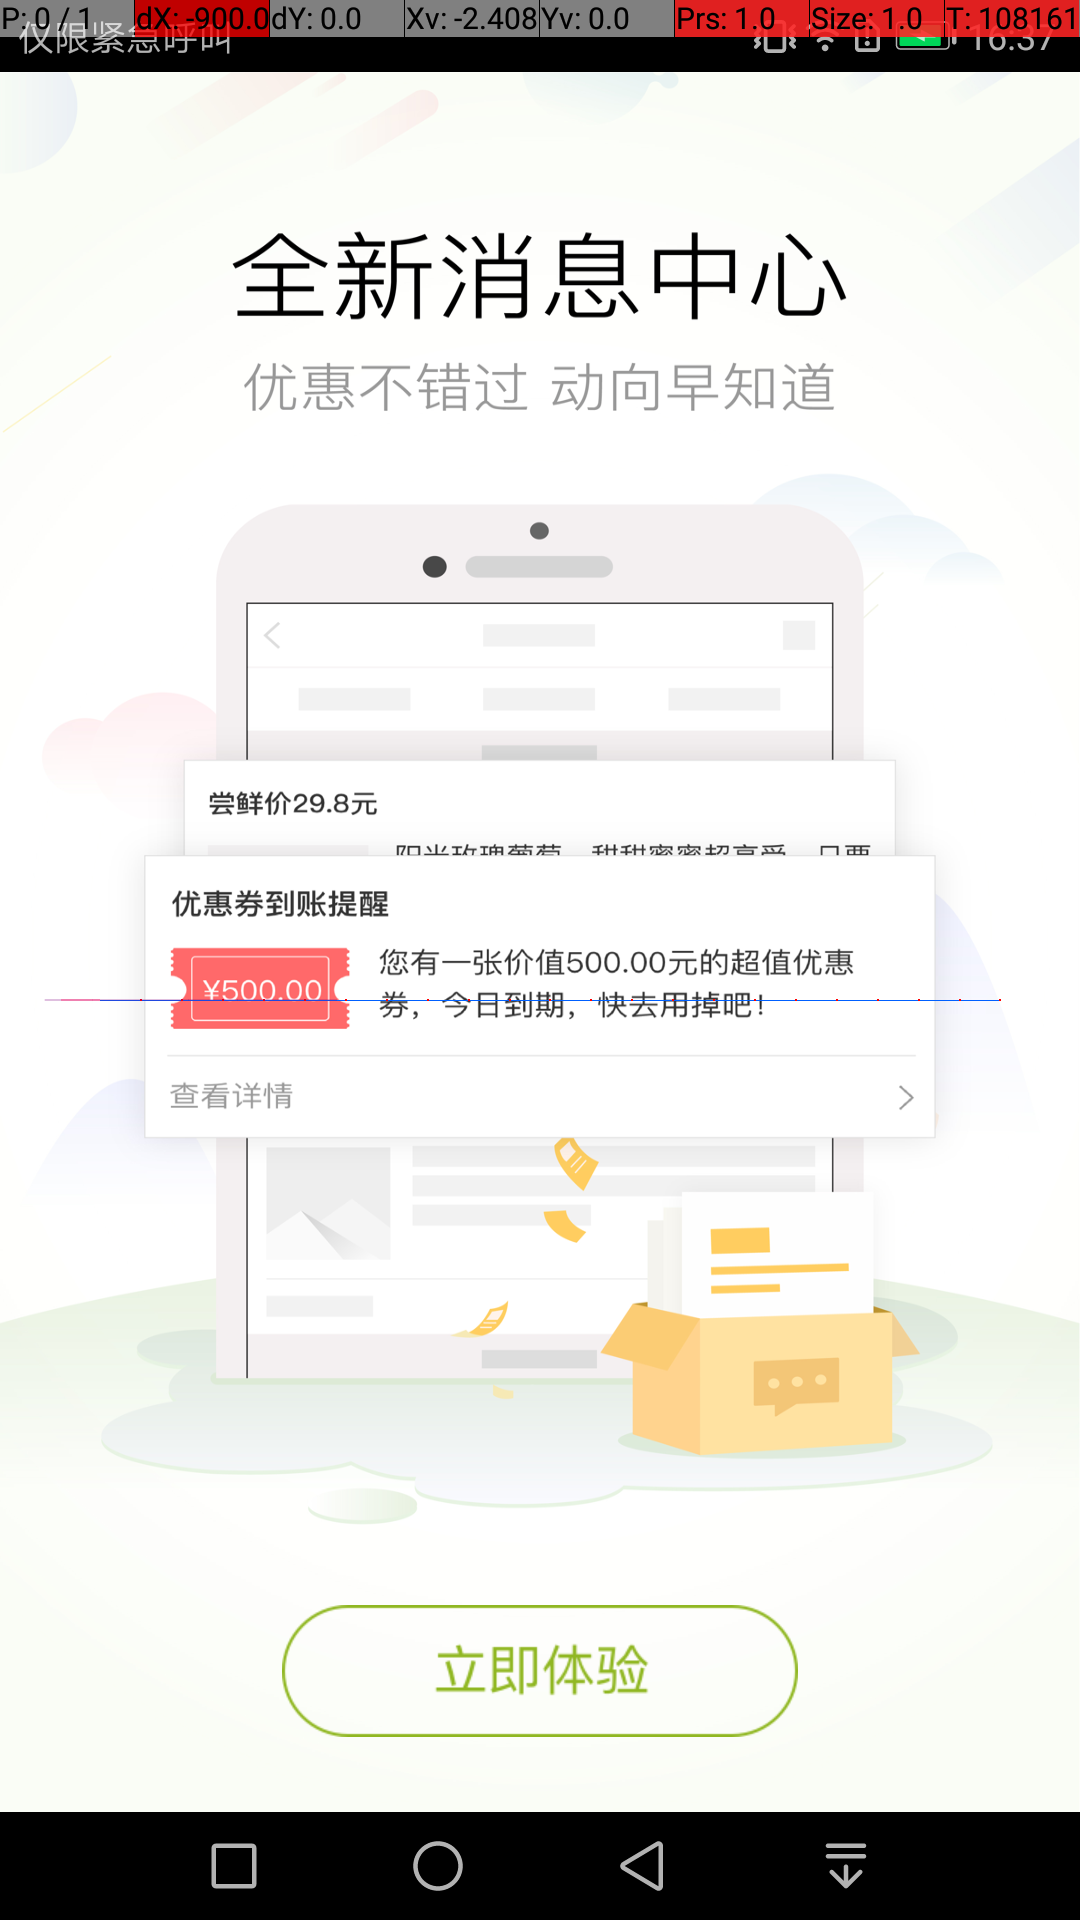 P: 0 / 1 dX: -900.0 dY: 0.0 Xv: -2.408 Yv: 0.0 Prs: 1.0 Size: 1.0 T: 108161
仅限紧急呼叫 16:37
全新消息中心
优惠不错过 动向早知道
尝鲜价29.8元
阳光玫瑰葡萄，甜甜蜜蜜超享受，只要
优惠券到账提醒
¥500.00
您有一张价值500.00元的超值优惠
券，今日到期，快去用掉吧！
查看详情
立即体验